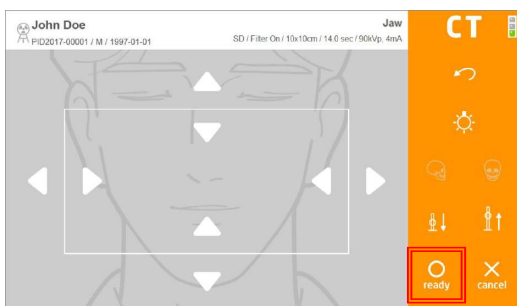 John Doe
PID2017-00001 / M / 1997-01-01
Jaw
SD / Filter On / 10x10cm / 14.0 sec / 90kVp, 4mA
CT
ready
cancel